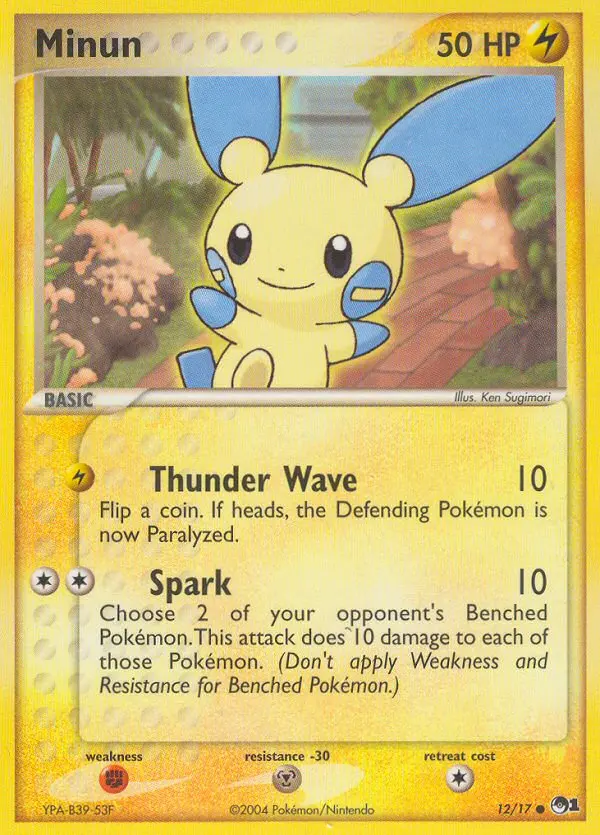 Minun 50 HP
BASIC Illus. Ken Sugimori
Thunder Wave 10
Flip a coin. If heads, the Defending Pokémon is
now Paralyzed.
Spark 10
Choose 2 of your opponent's Benched
Pokémon. This attack does 10 damage to each of
those Pokémon. (Don't apply Weakness and
Resistance for Benched Pokémon.)
weakness resistance -30 retreat cost
YPA-B39-53F ©2004 Pokémon/Nintendo 12/17 ● 1